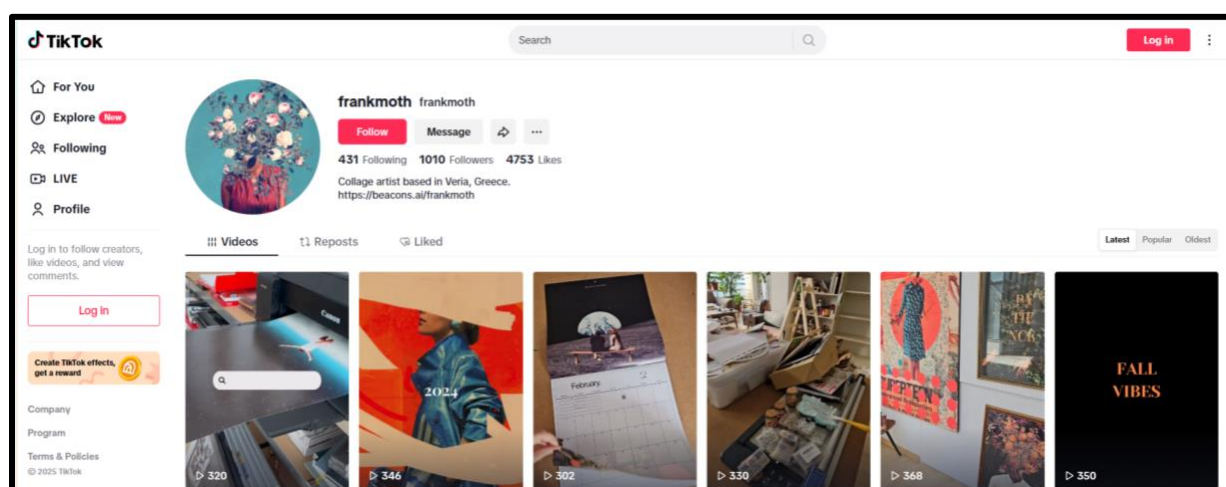 TikTok
Search
Log in
For You
Explore New
Following
LIVE
Profile
Log in to follow creators,
like videos, and view
comments.
Log in
Create TikTok effects,
get a reward
Company
Program
Terms & Policies
© 2025 TikTok
frankmoth frankmoth
Follow Message
431 Following 1010 Followers 4753 Likes
Collage artist based in Veria, Greece.
https://beacons.ai/frankmoth
Videos Reposts Liked
Latest Popular Oldest
Canon
320
2024
346
February.
2
302
330
368
FALL
VIBES
350